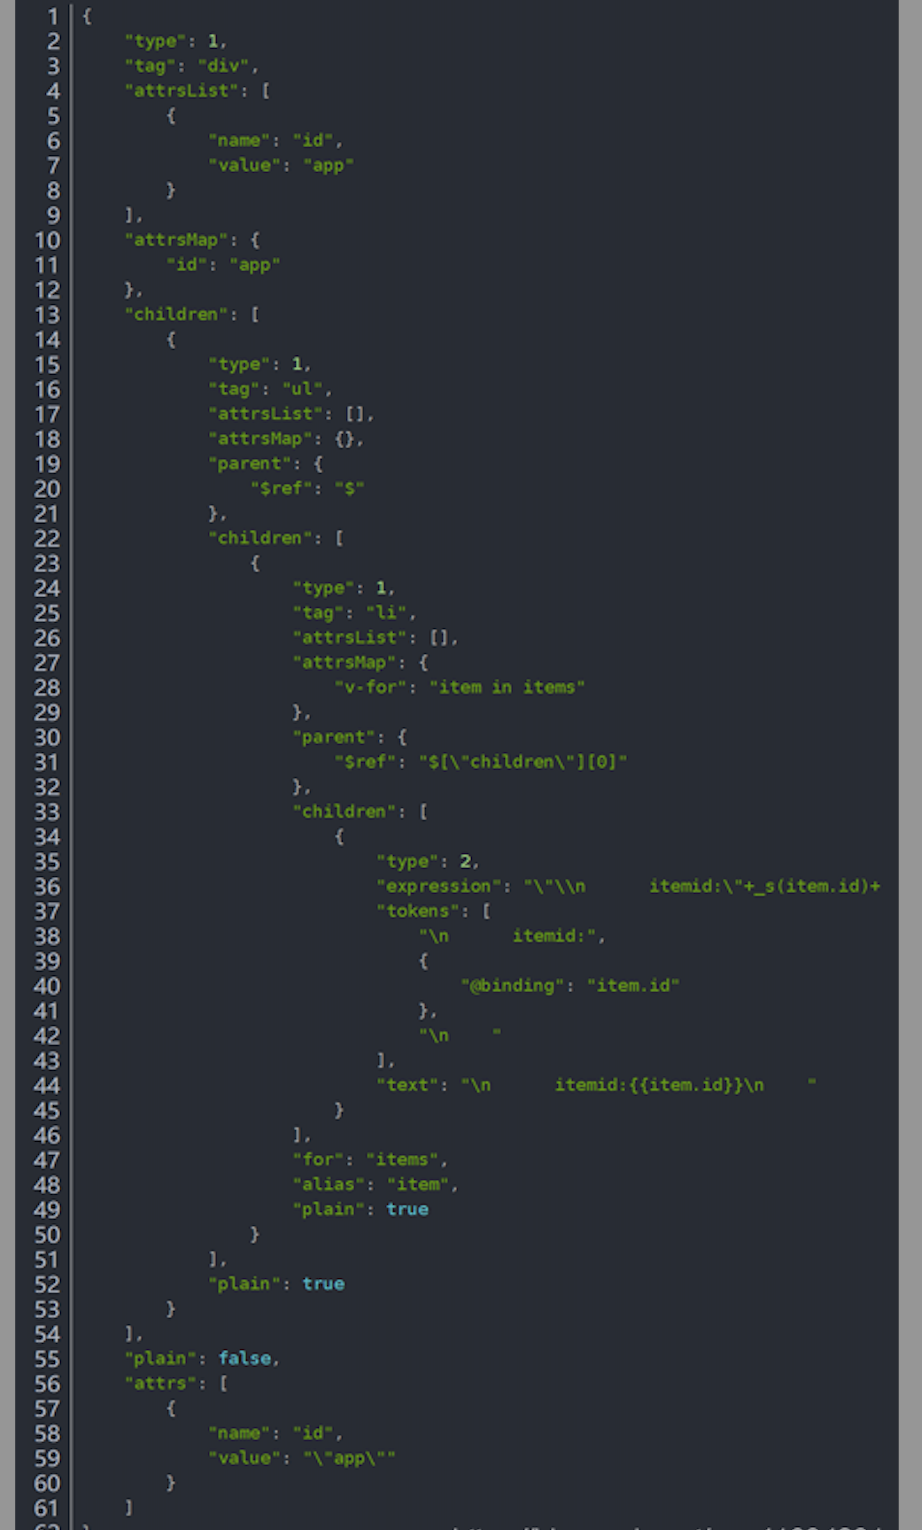 1 {
2     "type": 1,
3     "tag": "div",
4     "attrsList": [
5         {
6             "name": "id",
7             "value": "app"
8         }
9     ],
10     "attrsMap": {
11         "id": "app"
12     },
13     "children": [
14         {
15             "type": 1,
16             "tag": "ul",
17             "attrsList": [],
18             "attrsMap": {},
19             "parent": {
20                 "$ref": "$"
21             },
22             "children": [
23                 {
24                     "type": 1,
25                     "tag": "li",
26                     "attrsList": [],
27                     "attrsMap": {
28                         "v-for": "item in items"
29                     },
30                     "parent": {
31                         "$ref": "$[\"children\"][0]"
32                     },
33                     "children": [
34                         {
35                             "type": 2,
36                             "expression": "\"\\n      itemid:\"+_s(item.id)+
37                             "tokens": [
38                                 "\n      itemid:",
39                                 {
40                                     "@binding": "item.id"
41                                 },
42                                 "\n    "
43                             ],
44                             "text": "\n      itemid:{{item.id}}\n    "
45                         }
46                     ],
47                     "for": "items",
48                     "alias": "item",
49                     "plain": true
50                 }
51             ],
52             "plain": true
53         }
54     ],
55     "plain": false,
56     "attrs": [
57         {
58             "name": "id",
59             "value": "\"app\""
60         }
61     ]